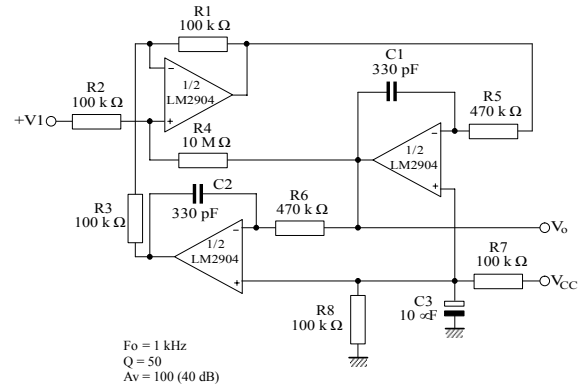 R1
100 k Ω
C1
330 pF
R2
100 k Ω
1/2
LM2904
R5
470 k Ω
+V1
R4
10 M Ω
1/2
LM2904
C2
330 pF
R6
470 k Ω
R3
100 k Ω
1/2
LM2904
Vo
R7
100 k Ω
VCC
R8
100 k Ω
C3
10 ∝F
Fo = 1 kHz
Q = 50
Av = 100 (40 dB)